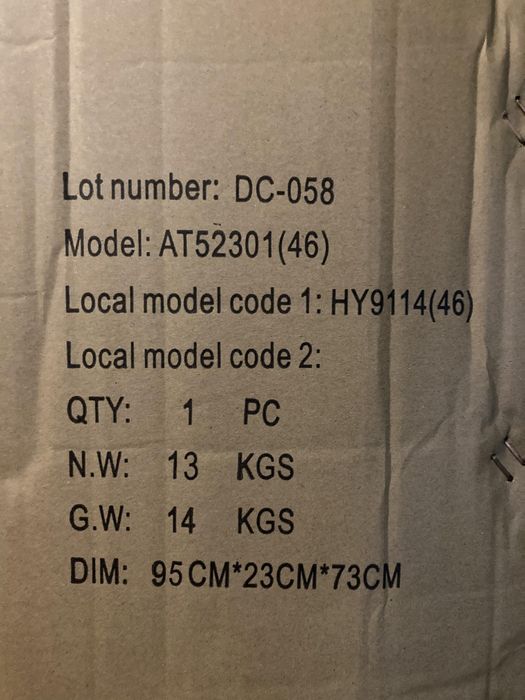 Lot number: DC-058
Model: AT52301(46)
Local model code 1: HY9114(46)
Local model code 2:
QTY: 1 PC
N.W: 13 KGS
G.W: 14 KGS
DIM: 95CM*23CM*73CM